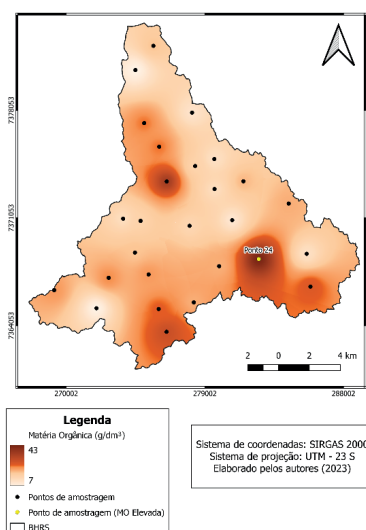 7378053
7371053
7364053
Ponto 24
2 0 2 4 km
270002 279002 288002
Legenda
Matéria Orgânica (g/dm³)
43
7
Pontos de amostragem
Ponto de amostragem (MO Elevada)
BHRS
Sistema de coordenadas: SIRGAS 2000
Sistema de projeção: UTM - 23 S
Elaborado pelos autores (2023)